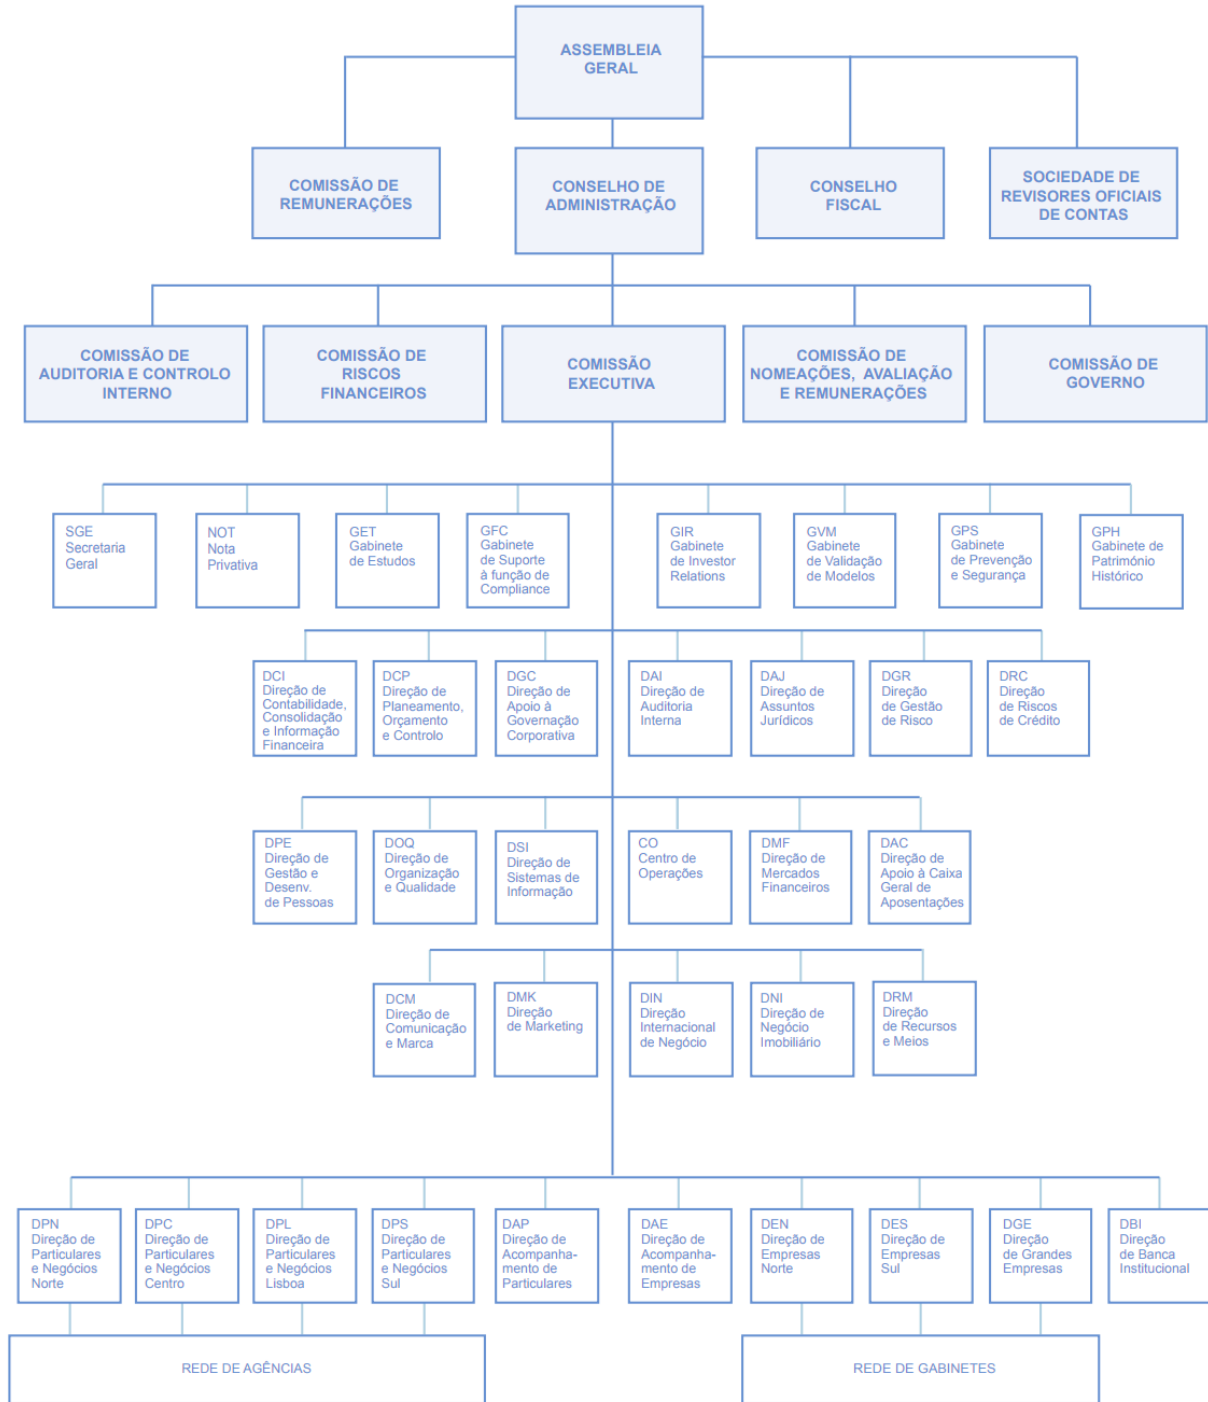 ASSEMBLEIA
GERAL
COMISSÃO DE
REMUNERAÇÕES
CONSELHO DE
ADMINISTRAÇÃO
CONSELHO
FISCAL
SOCIEDADE DE
REVISORES OFICIAIS
DE CONTAS
COMISSÃO DE
AUDITORIA E CONTROLO
INTERNO
COMISSÃO DE
RISCOS
FINANCEIROS
COMISSÃO
EXECUTIVA
COMISSÃO DE
NOMEAÇÕES, AVALIAÇÃO
E REMUNERAÇÕES
COMISSÃO DE
GOVERNO
SGE
Secretaria
Geral
NOT
Nota
Privativa
GET
Gabinete
de Estudos
GFC
Gabinete
de Suporte
à função de
Compliance
GIR
Gabinete
de Investor
Relations
GVM
Gabinete
de Validação
de Modelos
GPS
Gabinete
de Prevenção
e Segurança
GPH
Gabinete de
Património
Histórico
DCI
Direção de
Contabilidade,
Consolidação
e Informação
Financeira
DCP
Direção de
Planeamento,
Orçamento
e Controlo
DGC
Direção de
Apoio à
Governação
Corporativa
DAI
Direção de
Auditoria
Interna
DAJ
Direção de
Assuntos
Jurídicos
DGR
Direção
de Gestão
de Risco
DRC
Direção
de Riscos
de Crédito
DPE
Direção de
Gestão e
Desenv.
de Pessoas
DOQ
Direção de
Organização
e Qualidade
DSI
Direção de
Sistemas de
Informação
CO
Centro de
Operações
DMF
Direção de
Mercados
Financeiros
DAC
Direção de
Apoio à Caixa
Geral de
Aposentações
DCM
Direção de
Comunicação
e Marca
DMK
Direção
de Marketing
DIN
Direção
Internacional
de Negócio
DNI
Direção de
Negócio
Imobiliário
DRM
Direção
de Recursos
e Meios
DPN
Direção de
Particulares
e Negócios
Norte
DPC
Direção de
Particulares
e Negócios
Centro
DPL
Direção de
Particulares
e Negócios
Lisboa
DPS
Direção de
Particulares
e Negócios
Sul
DAP
Direção de
Acompanha-
mento de
Particulares
DAE
Direção de
Acompanha-
mento de
Empresas
DEN
Direção de
Empresas
Norte
DES
Direção de
Empresas
Sul
DGE
Direção
de Grandes
Empresas
DBI
Direção
de Banca
Institucional
REDE DE AGÊNCIAS
REDE DE GABINETES